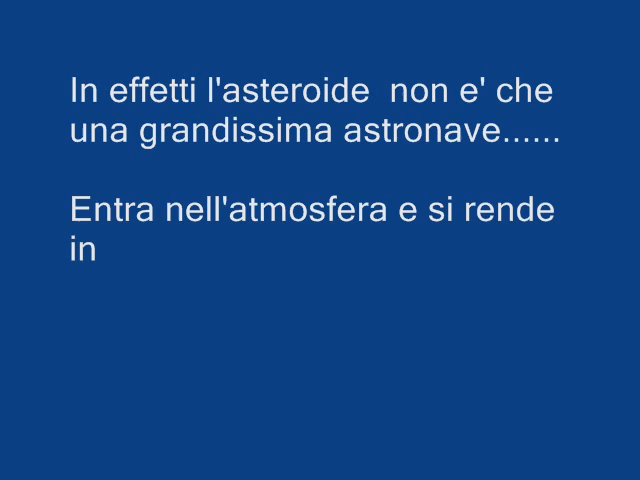 In effetti l'asteroide  non e' che
una grandissima astronave......
Entra nell'atmosfera e si rende
in